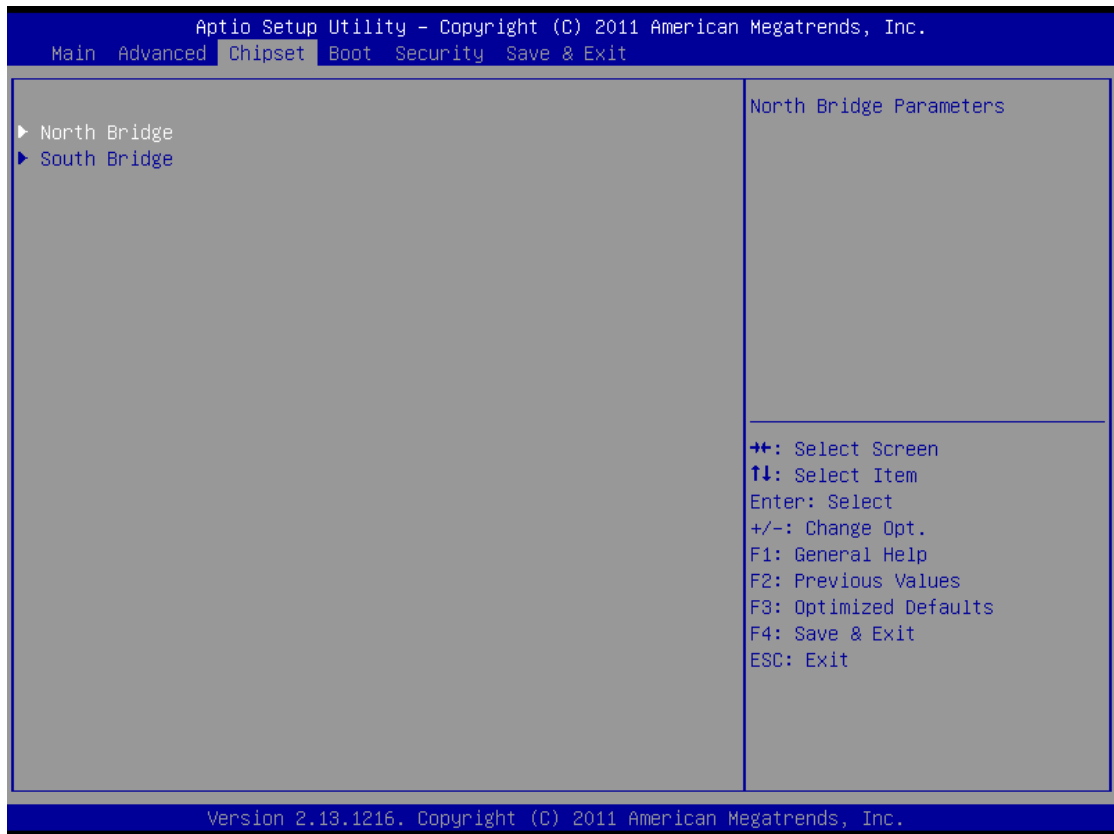 Aptio Setup Utility – Copyright (C) 2011 American Megatrends, Inc.
Main Advanced Chipset Boot Security Save & Exit
North Bridge Parameters
▶ North Bridge
▶ South Bridge
→←: Select Screen
↑↓: Select Item
Enter: Select
+/-: Change Opt.
F1: General Help
F2: Previous Values
F3: Optimized Defaults
F4: Save & Exit
ESC: Exit
Version 2.13.1216. Copyright (C) 2011 American Megatrends, Inc.